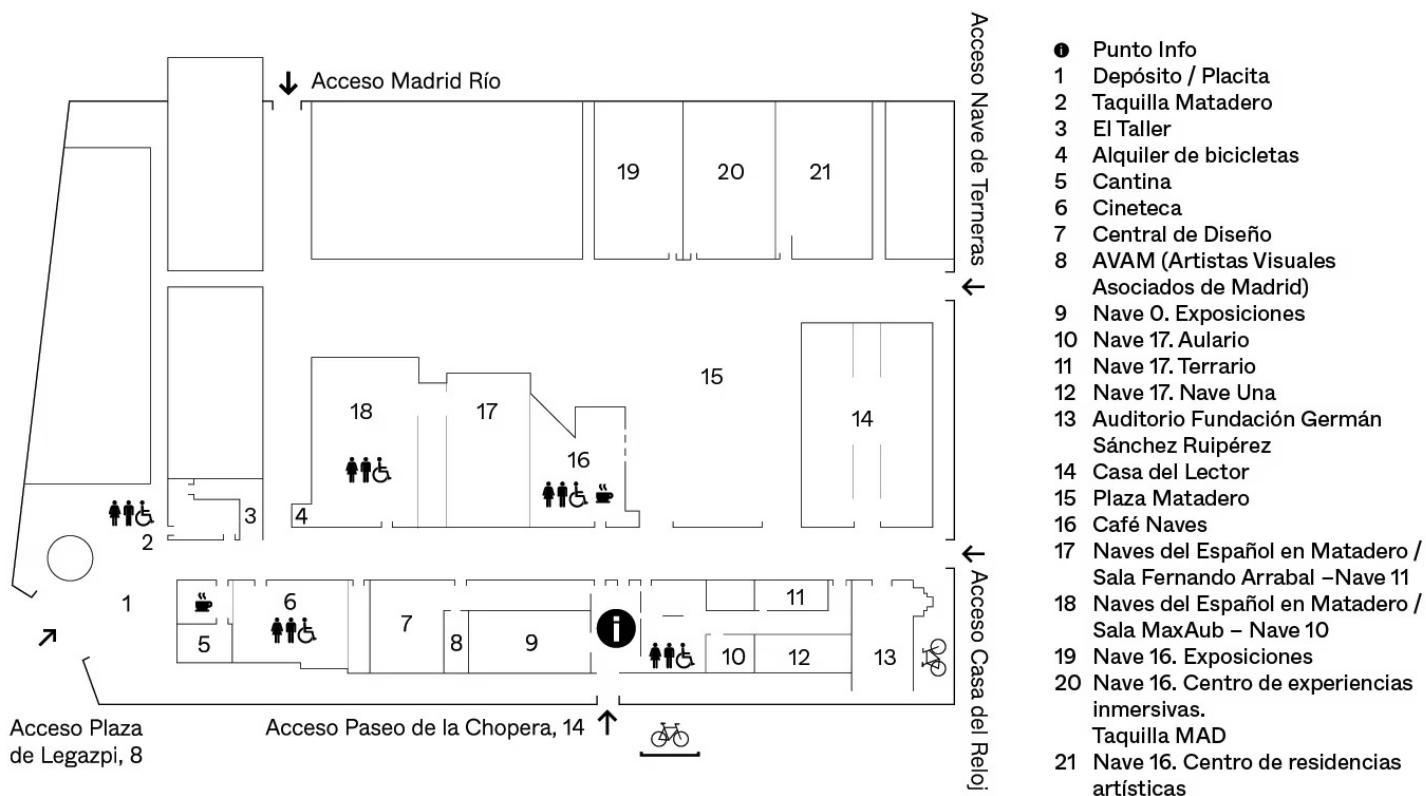 Acceso Madrid Río
Acceso Nave de Terneras
19
20
21
15
18
17
14
16
4
3
2
1
6
5
7
8
9
i
11
10
12
13
Acceso Casa del Reloj
Acceso Plaza
de Legazpi, 8
Acceso Paseo de la Chopera, 14
i Punto Info
1 Depósito / Placita
2 Taquilla Matadero
3 El Taller
4 Alquiler de bicicletas
5 Cantina
6 Cineteca
7 Central de Diseño
8 AVAM (Artistas Visuales
Asociados de Madrid)
9 Nave 0. Exposiciones
10 Nave 17. Aulario
11 Nave 17. Terrario
12 Nave 17. Nave Una
13 Auditorio Fundación Germán
Sánchez Ruipérez
14 Casa del Lector
15 Plaza Matadero
16 Café Naves
17 Naves del Español en Matadero /
Sala Fernando Arrabal –Nave 11
18 Naves del Español en Matadero /
Sala MaxAub – Nave 10
19 Nave 16. Exposiciones
20 Nave 16. Centro de experiencias
inmersivas.
Taquilla MAD
21 Nave 16. Centro de residencias
artísticas